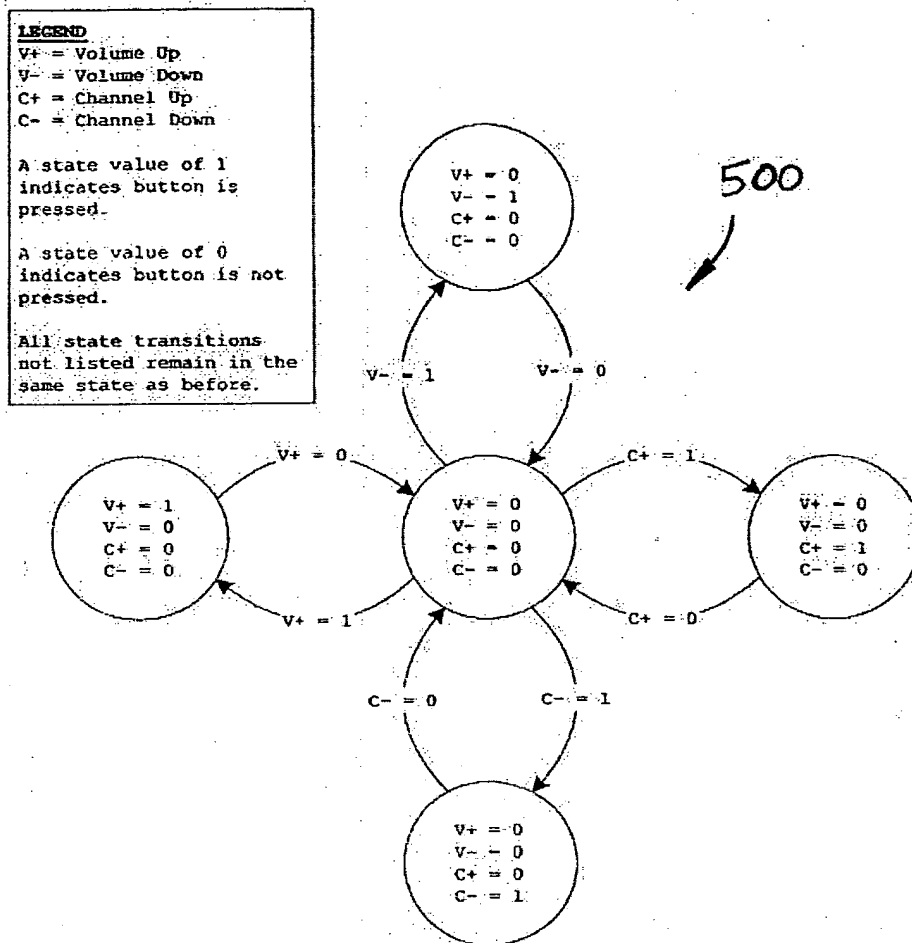 LEGEND
V+ = Volume Up
V- = Volume Down
C+ = Channel Up
C- = Channel Down
A state value of 1
indicates button is
pressed.
A state value of 0
indicates button is not
pressed.
All state transitions
not listed remain in the
same state as before.
500
V+ = 0
V- = 1
C+ = 0
C- = 0
V- = 1
V- = 0
V+ = 0
C+ = 1
V+ = 1
V- = 0
C+ = 0
C- = 0
V+ = 0
V- = 0
C+ = 0
C- = 0
V+ = 0
V- = 0
C+ = 1
C- = 0
V+ = 1
C+ = 0
C- = 0
C- = 1
V+ = 0
V- = 0
C+ = 0
C- = 1